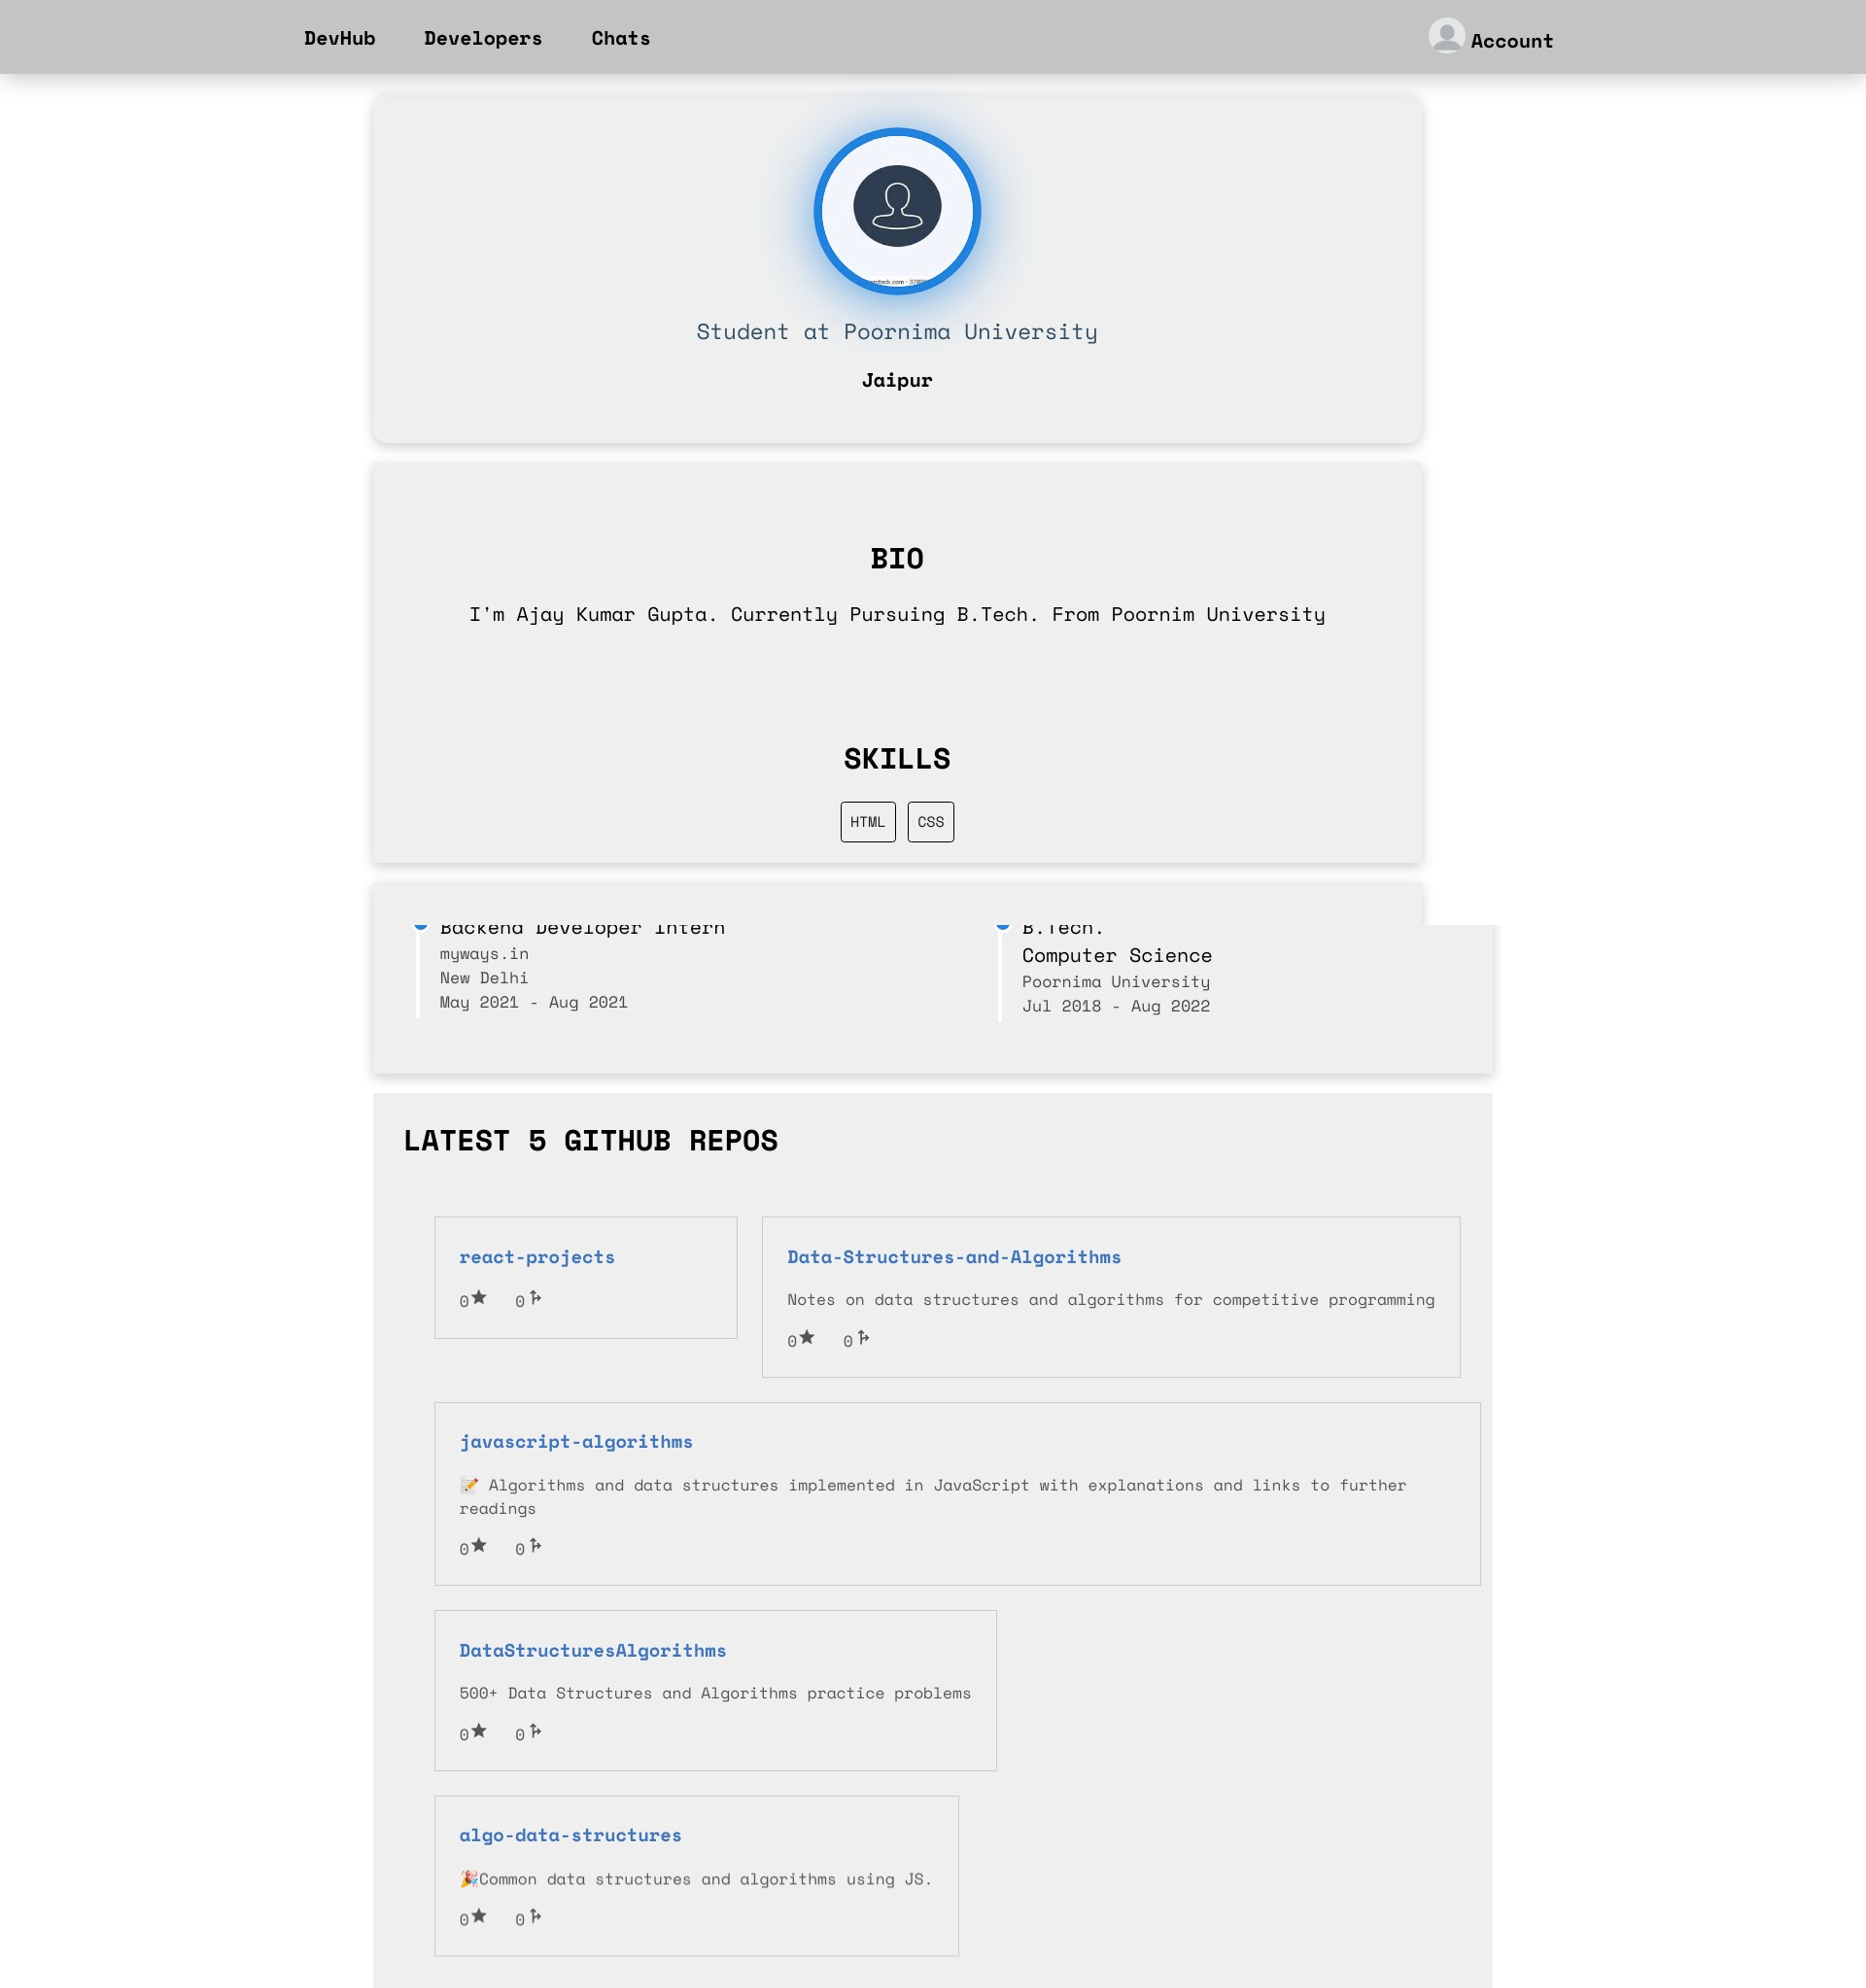 DevHub Developers Chats Account
Student at Poornima University
Jaipur
BIO
I'm Ajay Kumar Gupta. Currently Pursuing B.Tech. From Poornim University
SKILLS
HTML CSS
Backend Developer Intern
myways.in
New Delhi
May 2021 - Aug 2021
B.Tech.
Computer Science
Poornima University
Jul 2018 - Aug 2022
LATEST 5 GITHUB REPOS
react-projects
0 0
Data-Structures-and-Algorithms
Notes on data structures and algorithms for competitive programming
0 0
javascript-algorithms
📝 Algorithms and data structures implemented in JavaScript with explanations and links to further
readings
0 0
DataStructuresAlgorithms
500+ Data Structures and Algorithms practice problems
0 0
algo-data-structures
🎉Common data structures and algorithms using JS.
0 0